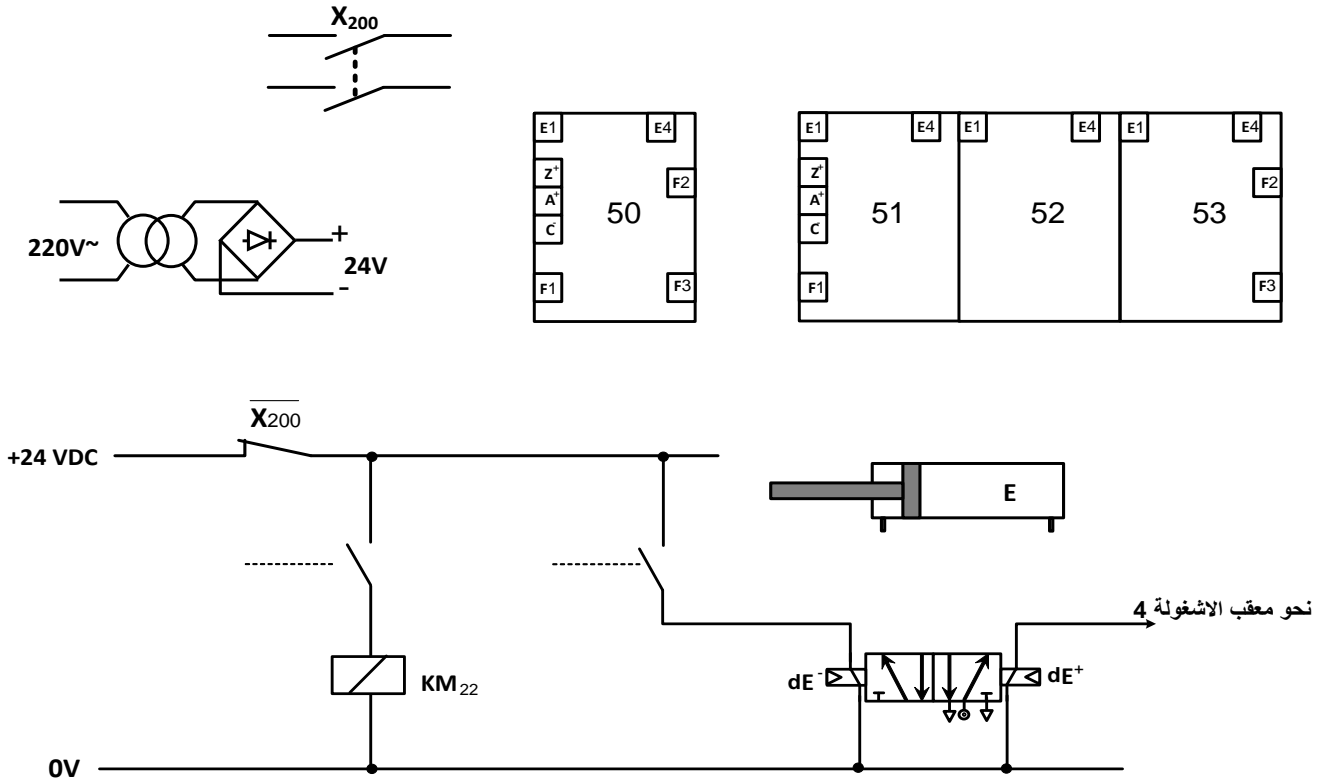 X200
E1 E4 E1 E4 E1 E4 E1 E4
Z+ Z+
A+ F2 A+ F2
50 51 52 53
C- C
220V~
+
24V
-
F1 F3 F1 F3
X200
+24 VDC
E
نحو معقب الاشغولة 4
KM22
dE-
dE+
0V